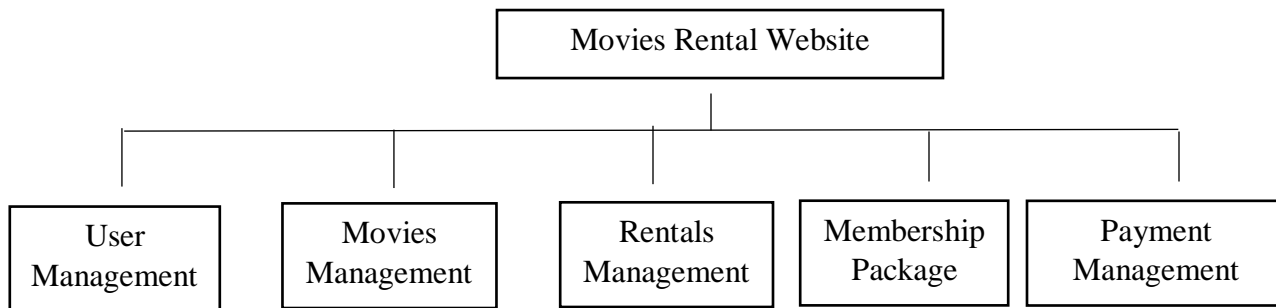 Movies Rental Website
User
Management
Movies
Management
Rentals
Management
Membership
Package
Payment
Management